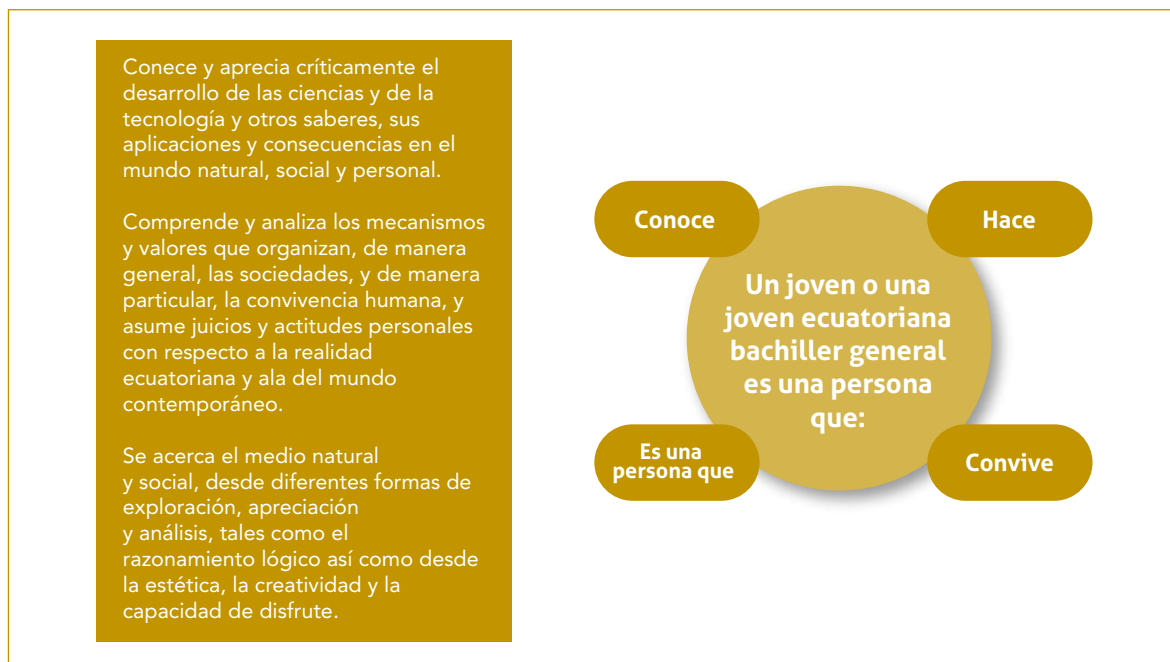 Conece y aprecia críticamente el
desarrollo de las ciencias y de la
tecnología y otros saberes, sus
aplicaciones y consecuencias en el
mundo natural, social y personal.
Comprende y analiza los mecanismos
y valores que organizan, de manera
general, las sociedades, y de manera
particular, la convivencia humana, y
asume juicios y actitudes personales
con respecto a la realidad
ecuatoriana y ala del mundo
contemporáneo.
Se acerca el medio natural
y social, desde diferentes formas de
exploración, apreciación
y análisis, tales como el
razonamiento lógico así como desde
la estética, la creatividad y la
capacidad de disfrute.
Conoce
Hace
Un joven o una
joven ecuatoriana
bachiller general
es una persona
que:
Es una
persona que
Convive